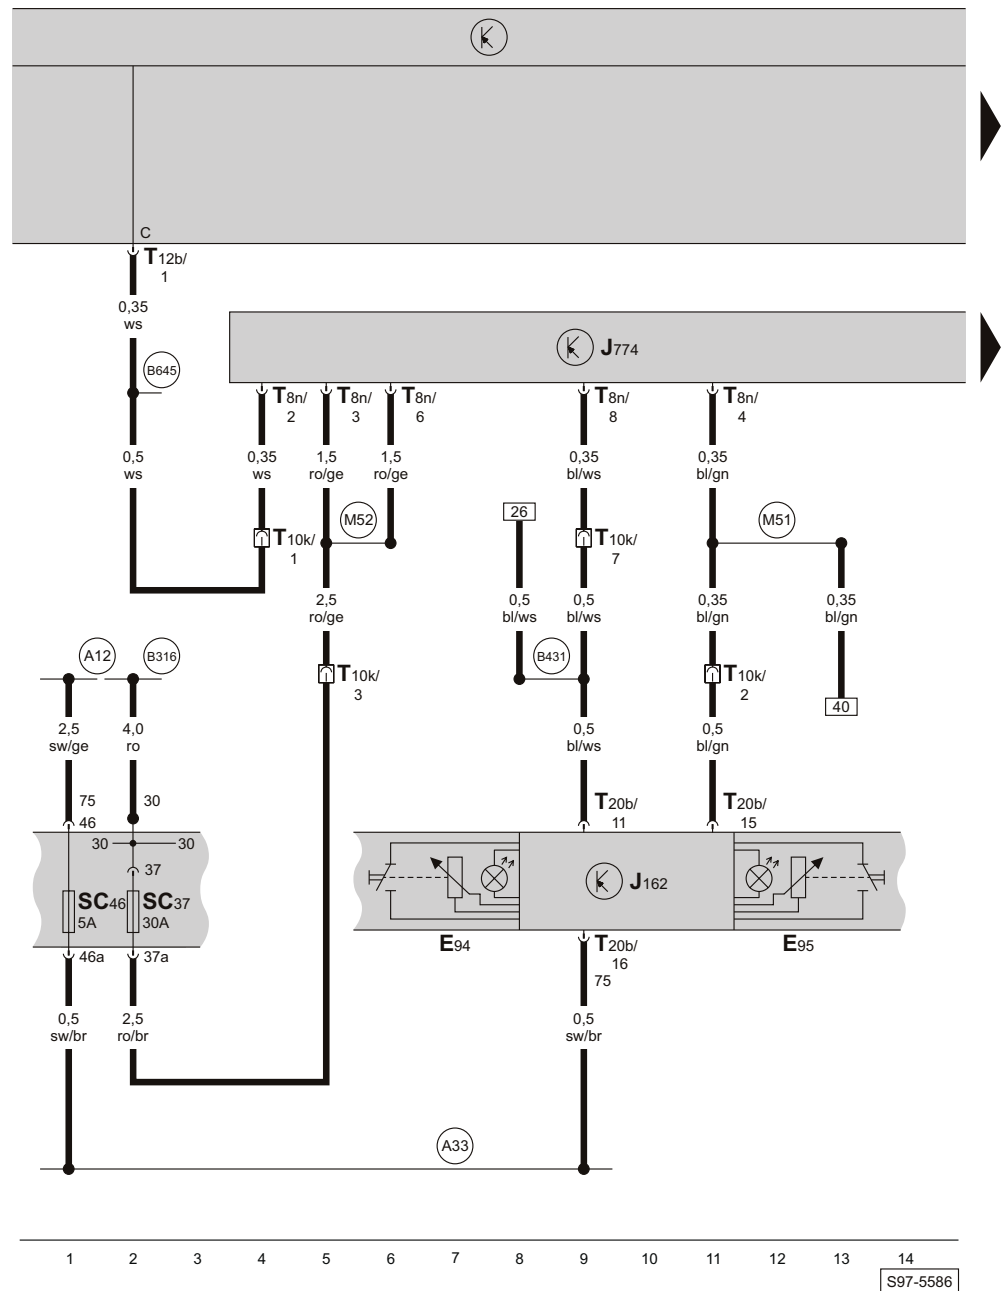 C
T12b/
1
0,35
ws
B645
J774
T8n/
2
T8n/
3
T8n/
6
T8n/
8
T8n/
4
0,5
ws
0,35
ws
1,5
ro/ge
1,5
ro/ge
0,35
bl/ws
0,35
bl/gn
26
M52
M51
T10k/
1
T10k/
7
2,5
ro/ge
0,5
bl/ws
0,5
bl/ws
0,35
bl/gn
0,35
bl/gn
A12
B316
B431
T10k/
3
T10k/
2
40
2,5
sw/ge
4,0
ro
0,5
bl/ws
0,5
bl/gn
75
46
30
T20b/
11
T20b/
15
30
30
37
SC46
5A
SC37
30A
J162
E94
E95
46a
37a
T20b/
16
75
0,5
sw/br
2,5
ro/br
0,5
sw/br
A33
1 2 3 4 5 6 7 8 9 10 11 12 13 14
S97-5586